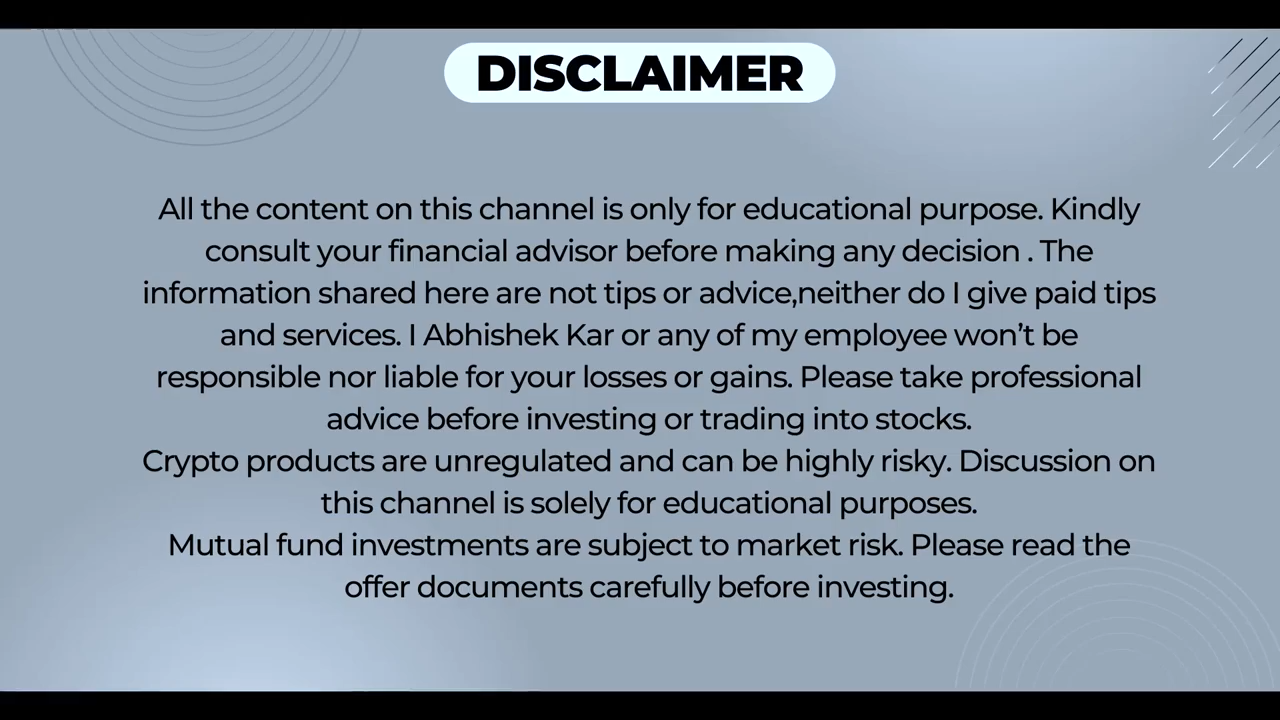 DISCLAIMER
All the content on this channel is only for educational purpose. Kindly
consult your financial advisor before making any decision . The
information shared here are not tips or advice,neither do I give paid tips
and services. I Abhishek Kar or any of my employee won’t be
responsible nor liable for your losses or gains. Please take professional
advice before investing or trading into stocks.
Crypto products are unregulated and can be highly risky. Discussion on
this channel is solely for educational purposes.
Mutual fund investments are subject to market risk. Please read the
offer documents carefully before investing.